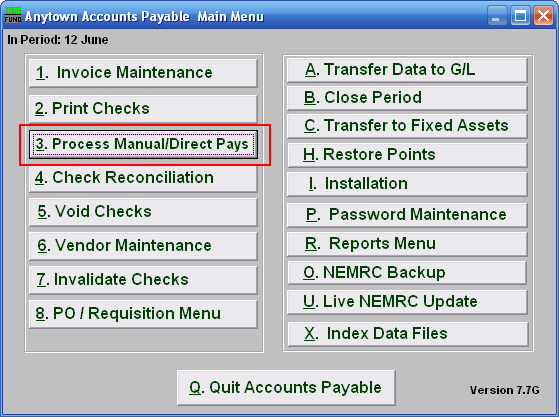 Anytown Accounts Payable Main Menu
In Period: 12 June
1. Invoice Maintenance
2. Print Checks
3. Process Manual/Direct Pays
4. Check Reconciliation
5. Void Checks
6. Vendor Maintenance
7. Invalidate Checks
8. PO / Requisition Menu
A. Transfer Data to G/L
B. Close Period
C. Transfer to Fixed Assets
H. Restore Points
I. Installation
P. Password Maintenance
R. Reports Menu
O. NEMRC Backup
U. Live NEMRC Update
X. Index Data Files
Q. Quit Accounts Payable
Version 7.7G